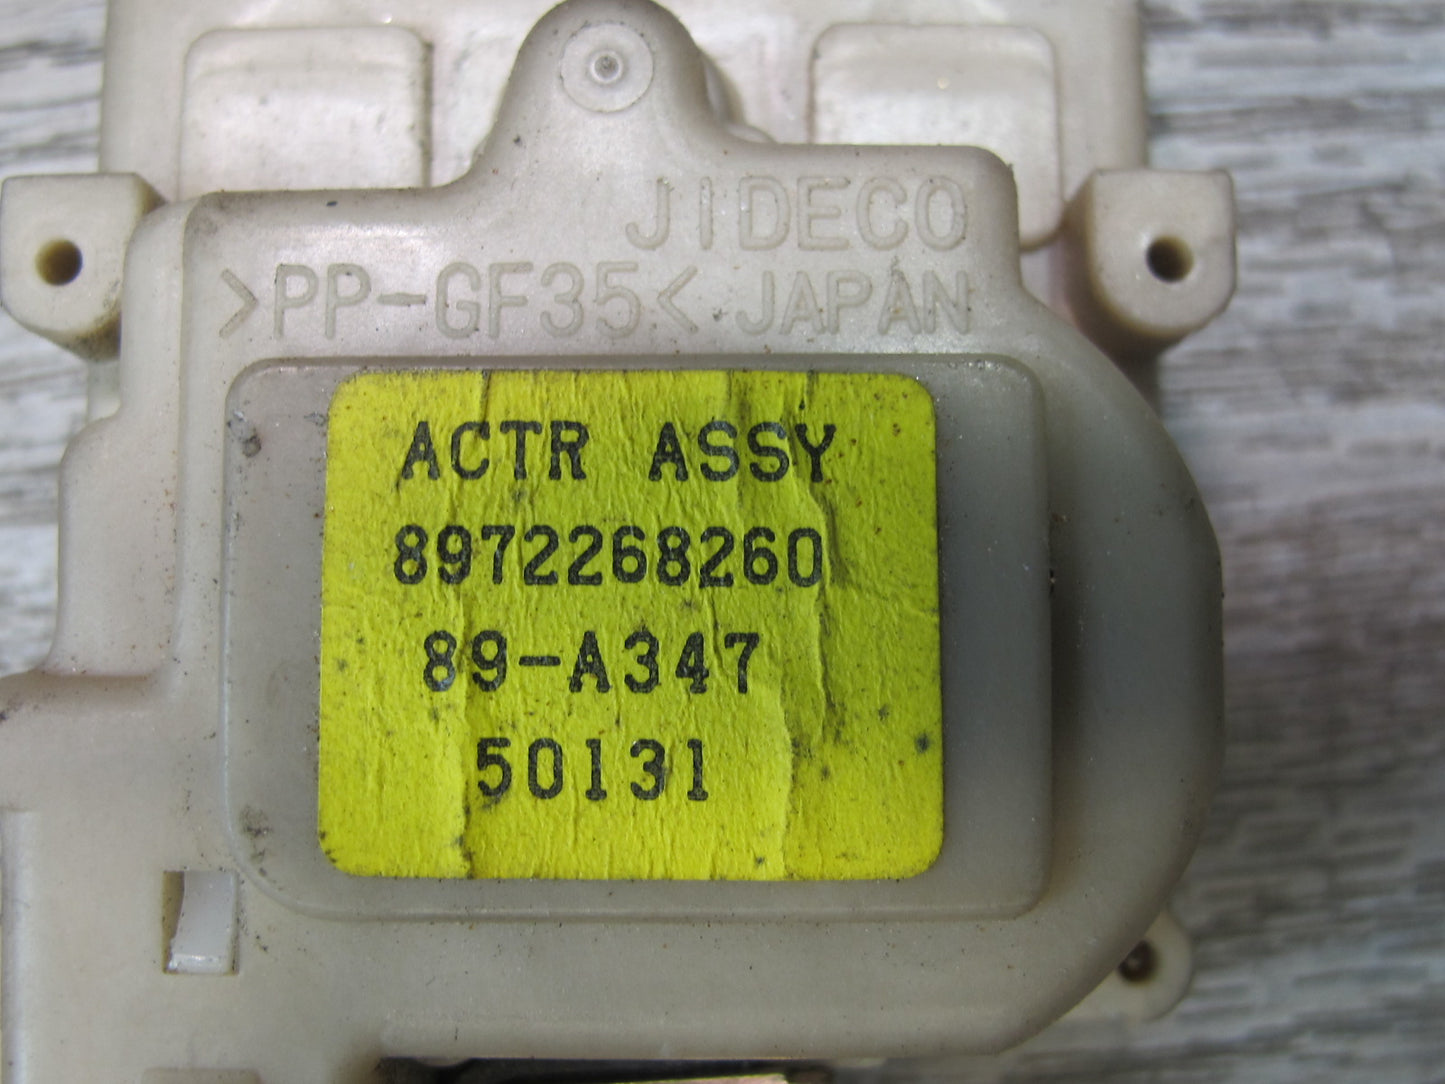 JIDECO
>PP-GF35< JAPAN
ACTR ASSY
8972268260
89-A347
50131